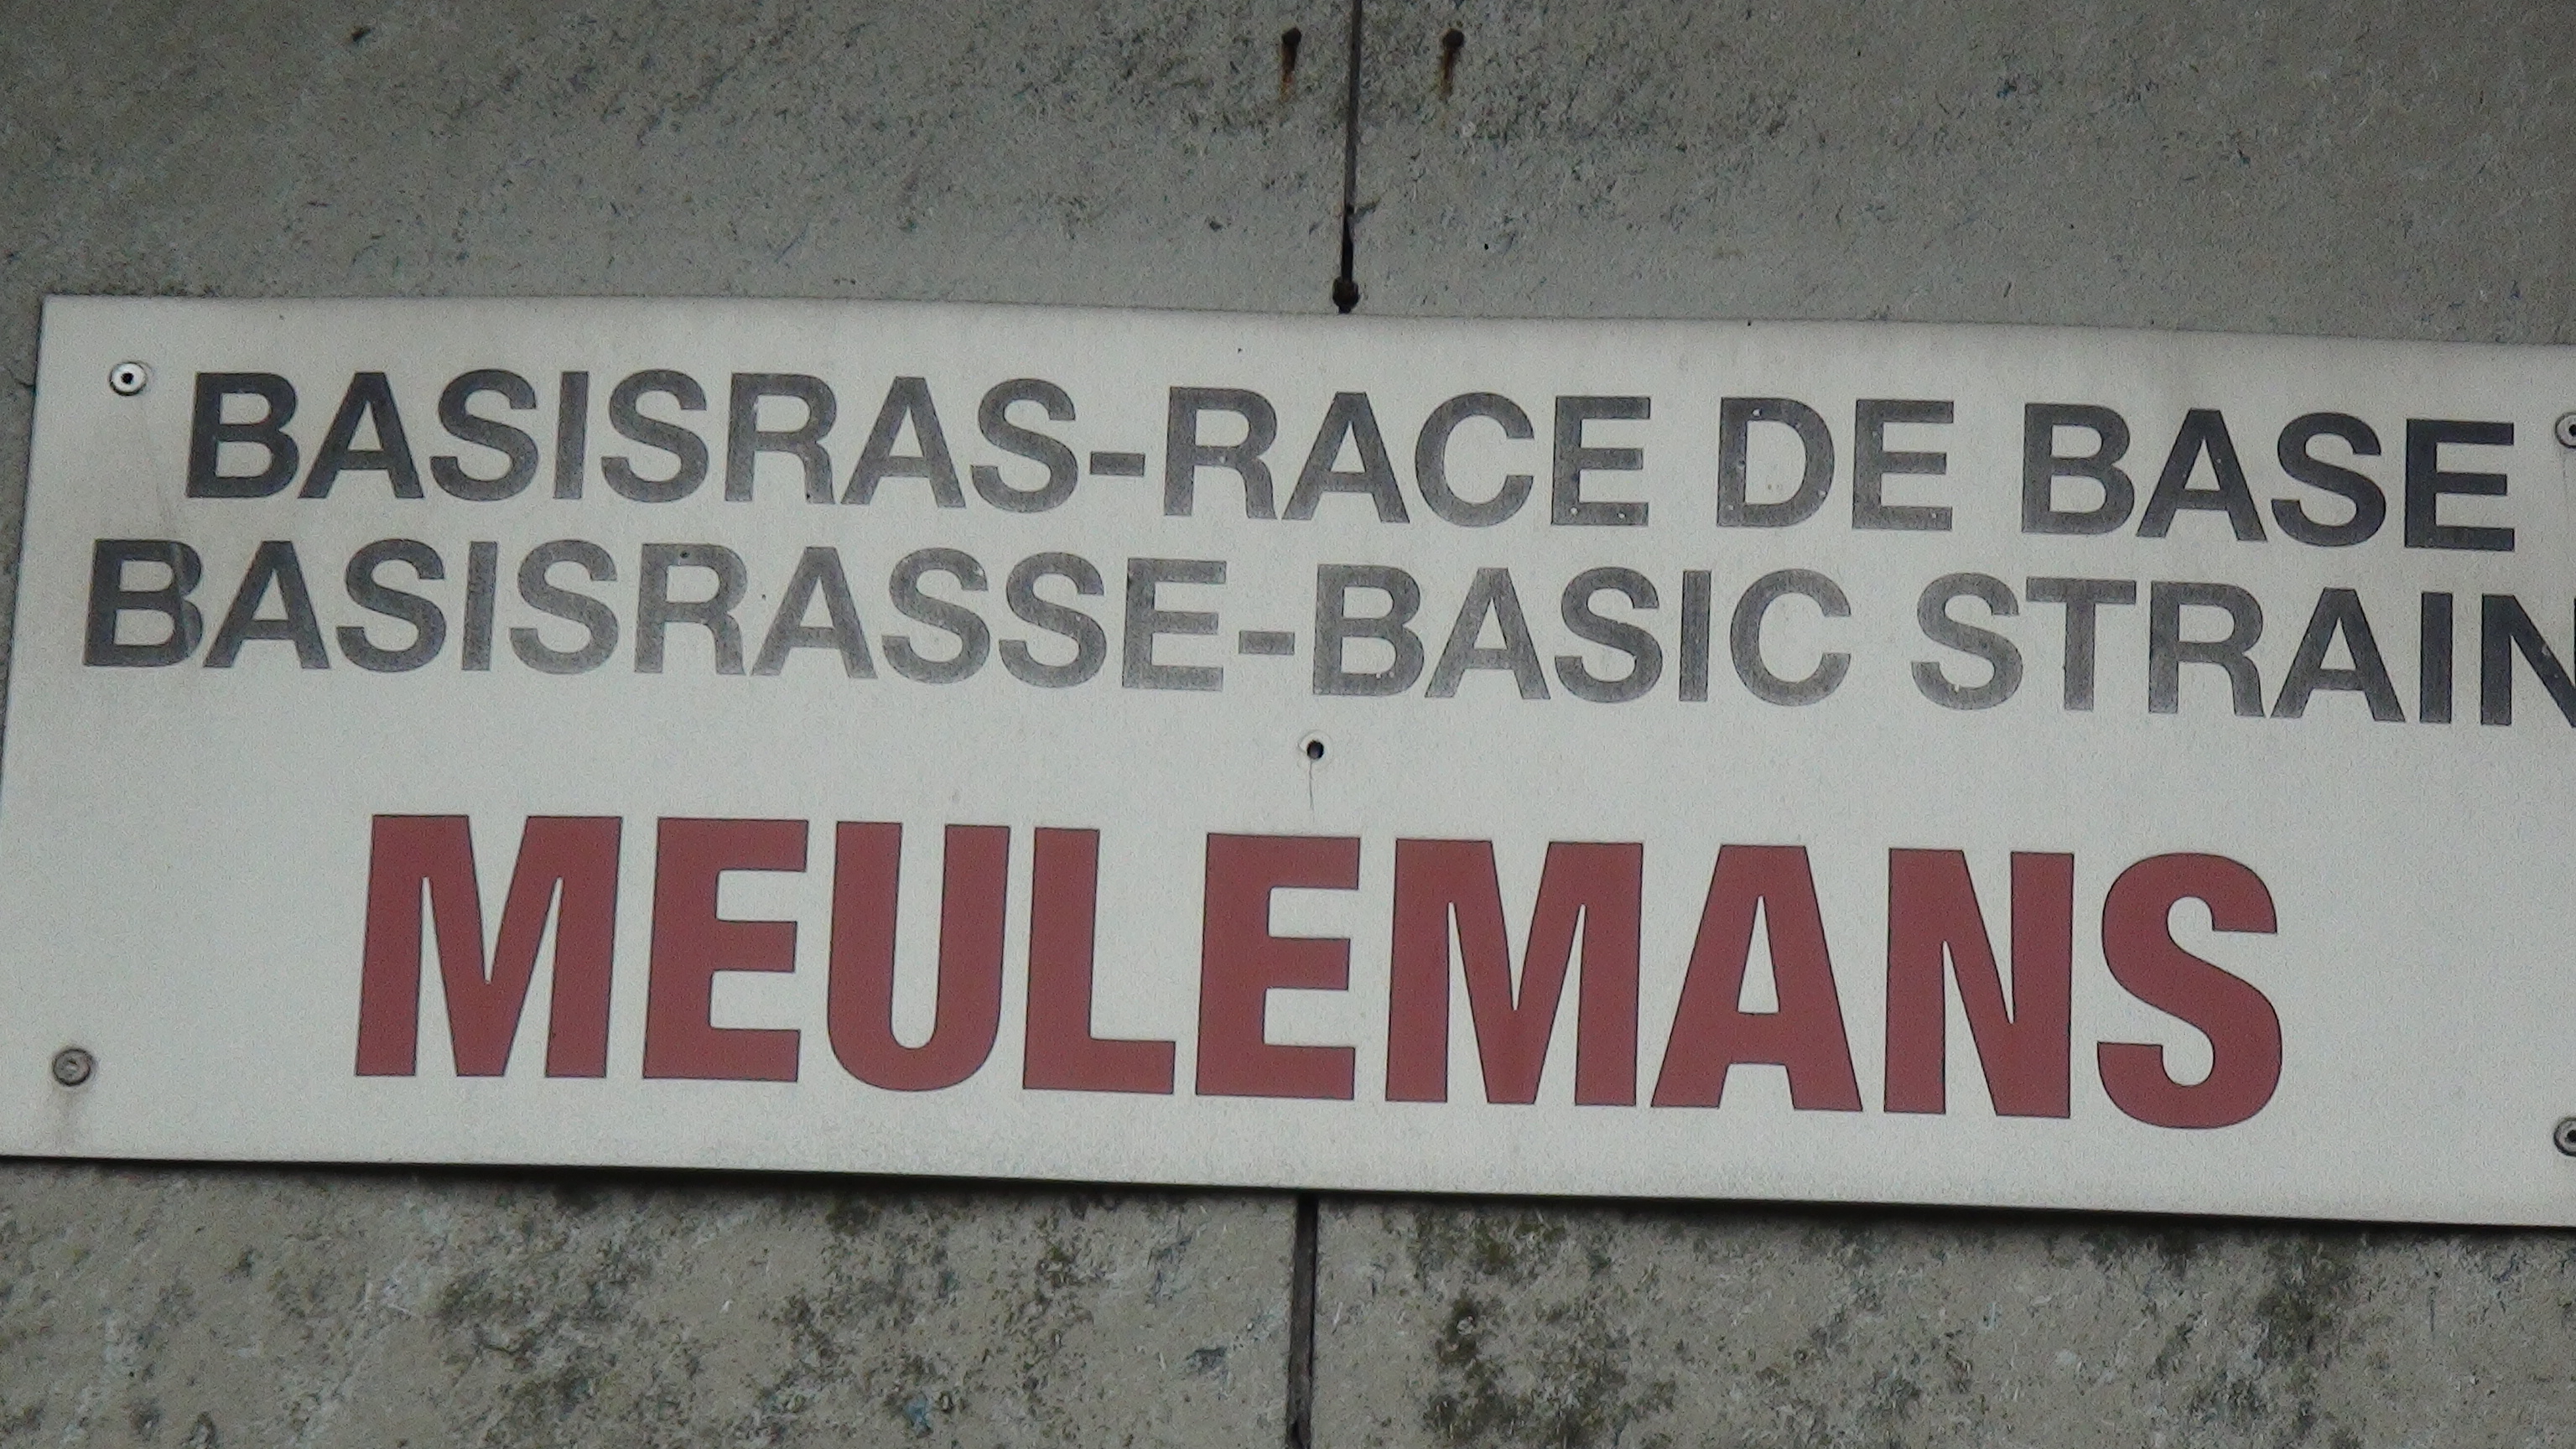 BASISRAS-RACE DE BASE
BASISRASSE-BASIC STRAIN
MEULEMANS